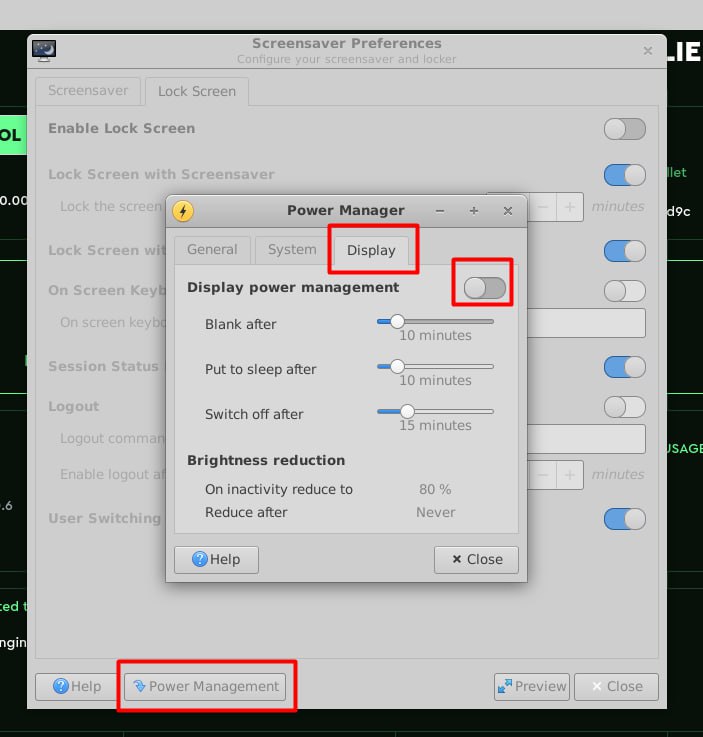 Screensaver Preferences
Configure your screensaver and locker
LIE
Screensaver
Lock Screen
Enable Lock Screen
OL
Lock Screen with Screensaver
llet
0.00
Lock the screen
minutes
d9c
Power Manager
General
System
Display
Lock Screen wit
Display power management
On Screen Keyb
On screen keybo
Blank after
10 minutes
Session Status
Put to sleep after
10 minutes
Logout
Switch off after
15 minutes
Logout comman
USAGE
Brightness reduction
Enable logout af
minutes
On inactivity reduce to
80 %
.6
Reduce after
Never
User Switching
Help
Close
ted t
ngin
Help
Power Management
Preview
Close